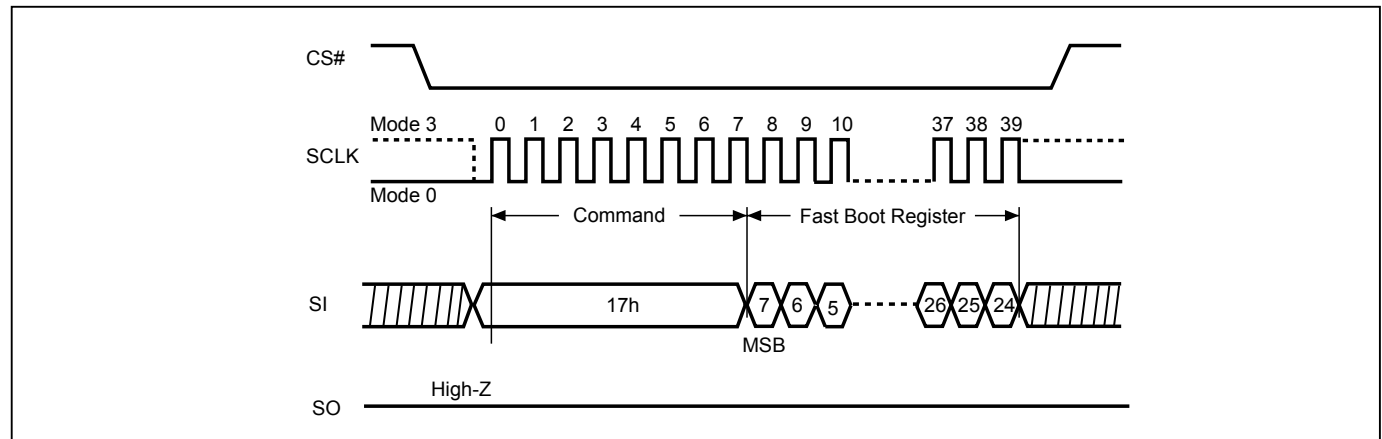 CS#
Mode 3 0 1 2 3 4 5 6 7 8 9 10 37 38 39
SCLK
Mode 0
Command Fast Boot Register
SI 17h 7 6 5 26 25 24
MSB
High-Z
SO